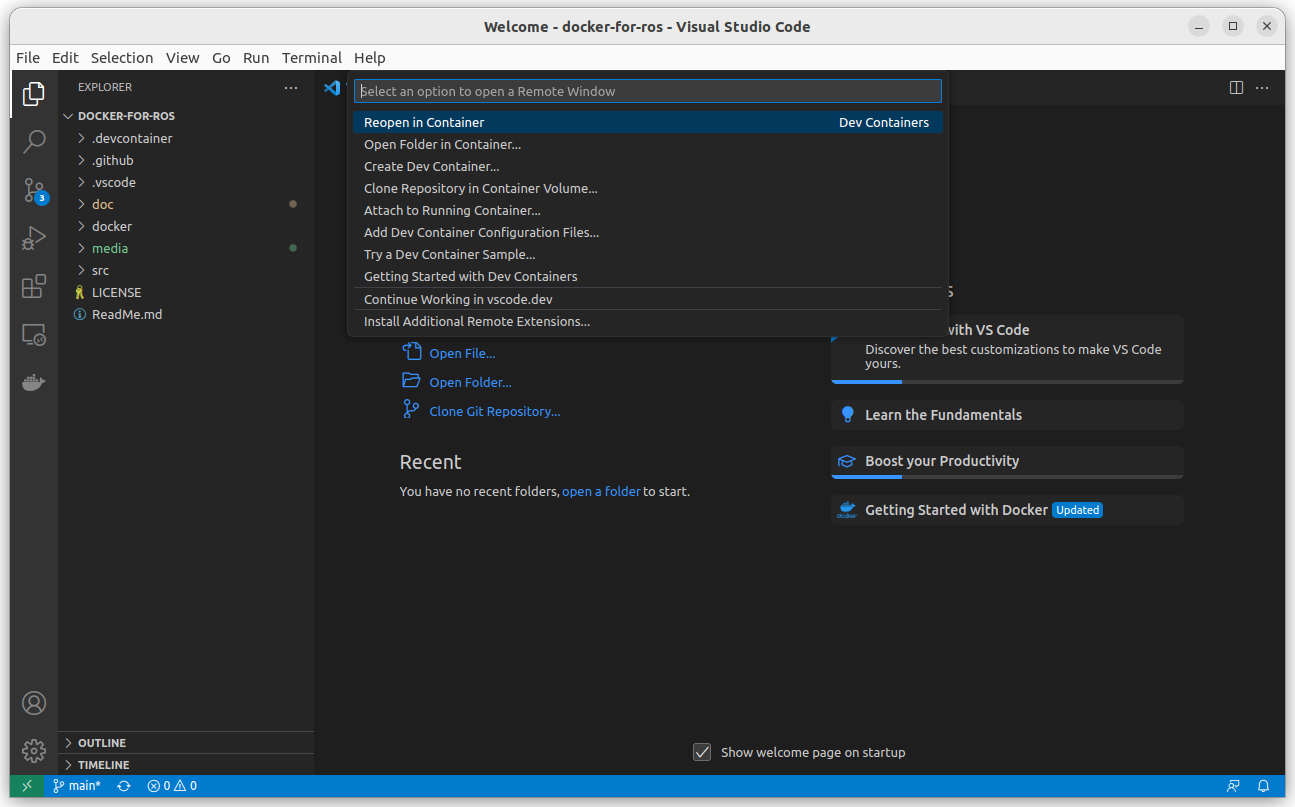 Welcome - docker-for-ros - Visual Studio Code
File Edit Selection View Go Run Terminal Help
EXPLORER
DOCKER-FOR-ROS
.devcontainer
.github
.vscode
doc
docker
media
src
LICENSE
ReadMe.md
3
OUTLINE
TIMELINE
Select an option to open a Remote Window
Reopen in Container Dev Containers
Open Folder in Container...
Create Dev Container...
Clone Repository in Container Volume...
Attach to Running Container...
Add Dev Container Configuration Files...
Try a Dev Container Sample...
Getting Started with Dev Containers
Continue Working in vscode.dev
Install Additional Remote Extensions...
Open File...
Open Folder...
Clone Git Repository...
Recent
You have no recent folders, open a folder to start.
with VS Code
Discover the best customizations to make VS Code
yours.
Learn the Fundamentals
Boost your Productivity
docker
Getting Started with Docker Updated
Show welcome page on startup
main* 0 0